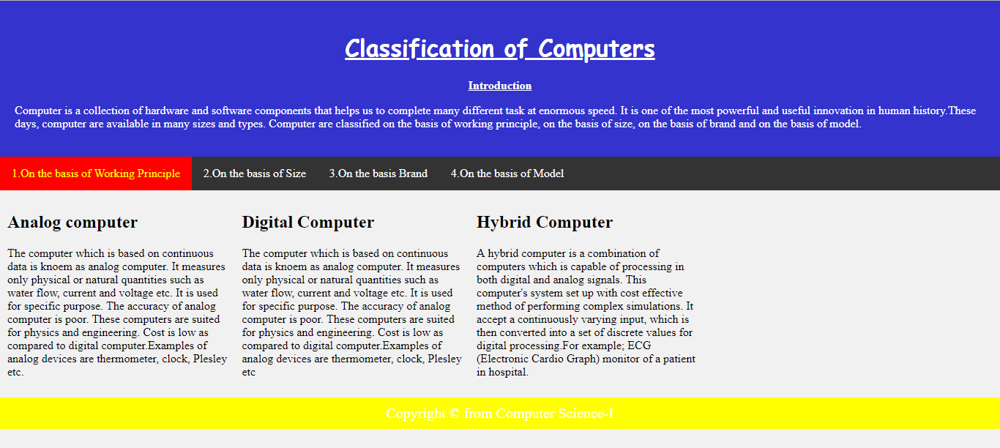 Classification of Computers
Introduction
Computer is a collection of hardware and software components that helps us to complete many different task at enormous speed. It is one of the most powerful and useful innovation in human history.These
days, computer are available in many sizes and types. Computer are classified on the basis of working principle, on the basis of size, on the basis of brand and on the basis of model.
1.On the basis of Working Principle 2.On the basis of Size 3.On the basis Brand 4.On the basis of Model
Analog computer
The computer which is based on continuous
data is knoem as analog computer. It measures
only physical or natural quantities such as
water flow, current and voltage etc. It is used
for specific purpose. The accuracy of analog
computer is poor. These computers are suited
for physics and engineering. Cost is low as
compared to digital computer.Examples of
analog devices are thermometer, clock, Plesley
etc.
Digital Computer
The computer which is based on continuous
data is knoem as analog computer. It measures
only physical or natural quantities such as
water flow, current and voltage etc. It is used
for specific purpose. The accuracy of analog
computer is poor. These computers are suited
for physics and engineering. Cost is low as
compared to digital computer.Examples of
analog devices are thermometer, clock, Plesley
etc
Hybrid Computer
A hybrid computer is a combination of
computers which is capable of processing in
both digital and analog signals. This
computer's system set up with cost effective
method of performing complex simulations. It
accept a continuously varying input, which is
then converted into a set of discrete values for
digital processing.For example; ECG
(Electronic Cardio Graph) monitor of a patient
in hospital.
Copyright © from Computer Science-I